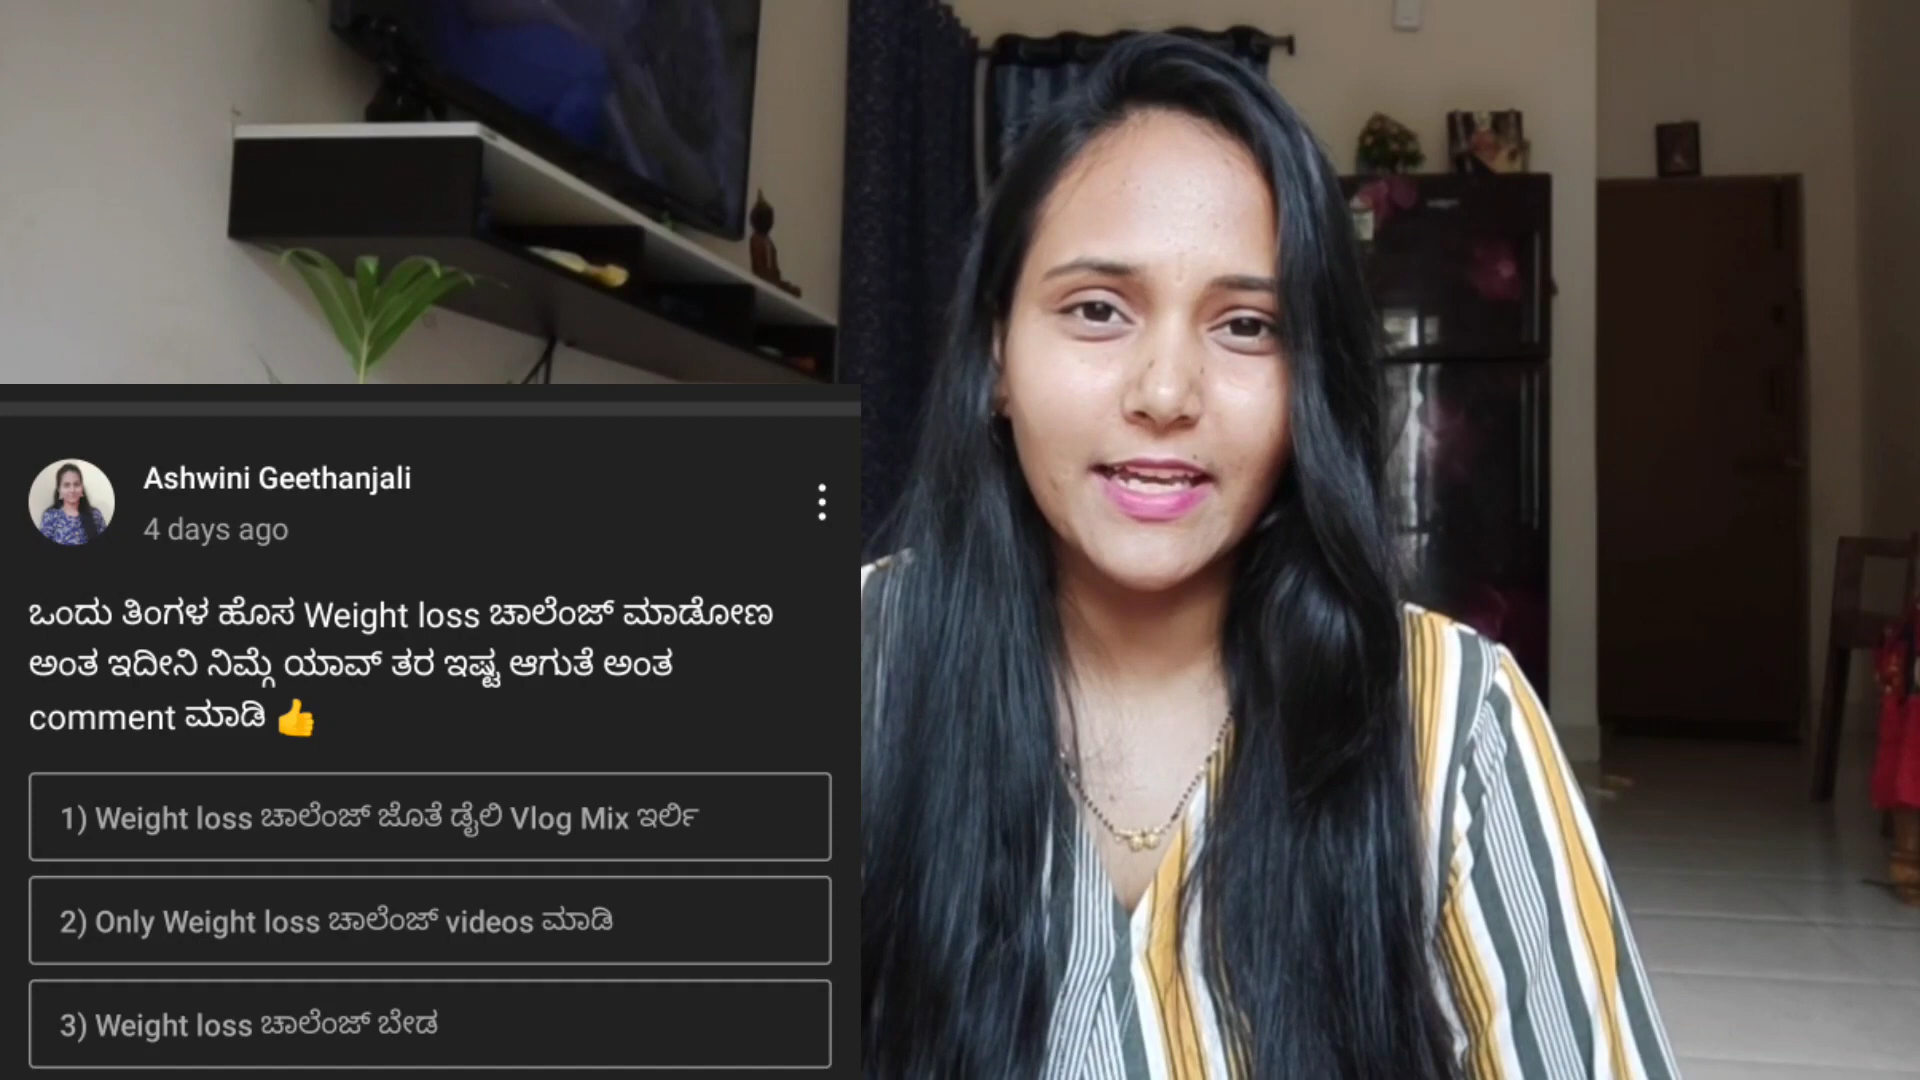 Ashwini Geethanjali
4 days ago
ಒಂದು ತಿಂಗಳ ಹೊಸ Weight loss ಚಾಲೆಂಜ್ ಮಾಡೋಣ
ಅಂತ ಇದೀನಿ ನಿಮ್ಗೆ ಯಾವ್ ತರ ಇಷ್ಟ ಆಗುತೆ ಅಂತ
comment ಮಾಡಿ 👍
1) Weight loss ಚಾಲೆಂಜ್ ಜೊತೆ ಡೈಲಿ Vlog Mix ಇರ್ಲಿ
2) Only Weight loss ಚಾಲೆಂಜ್ videos ಮಾಡಿ
3) Weight loss ಚಾಲೆಂಜ್ ಬೇಡ